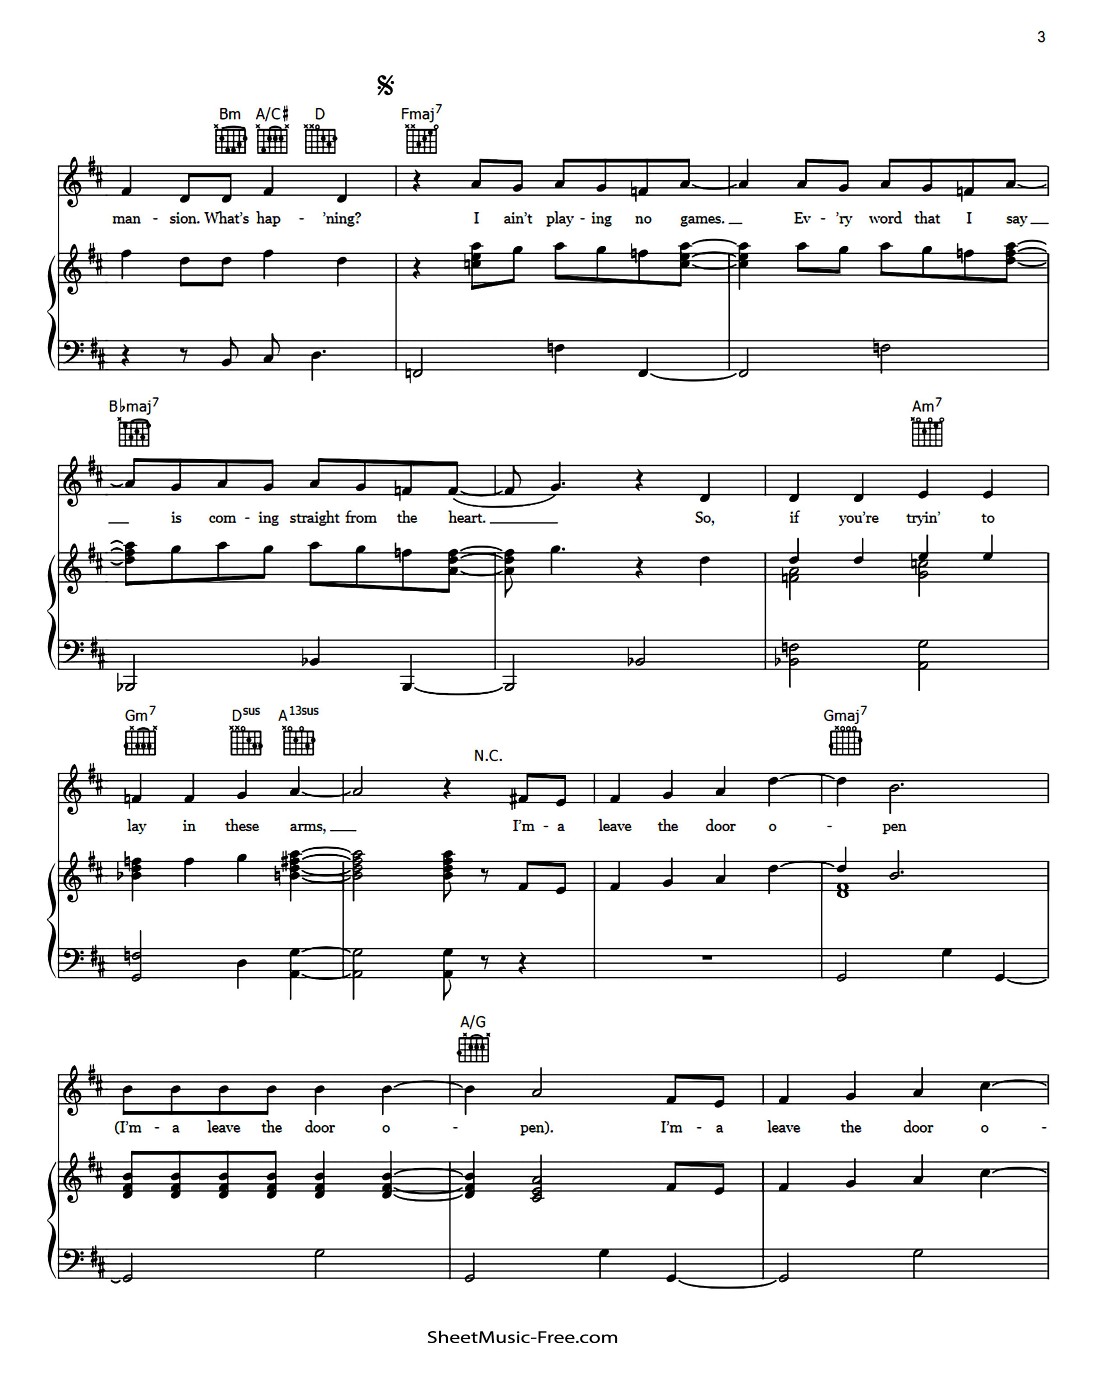 3
Bm A/C♯ D Fmaj7
man - sion. What's hap - 'ning? I ain't play - ing no games. Ev - 'ry word that I say
B♭maj7 Am7
is com - ing straight from the heart. So, if you're tryin' to
Gm7 Dsus A13sus N.C. Gmaj7
lay in these arms, I'm - a leave the door o - pen
A/G
(I'm - a leave the door o - pen). I'm - a leave the door o -
SheetMusic-Free.com